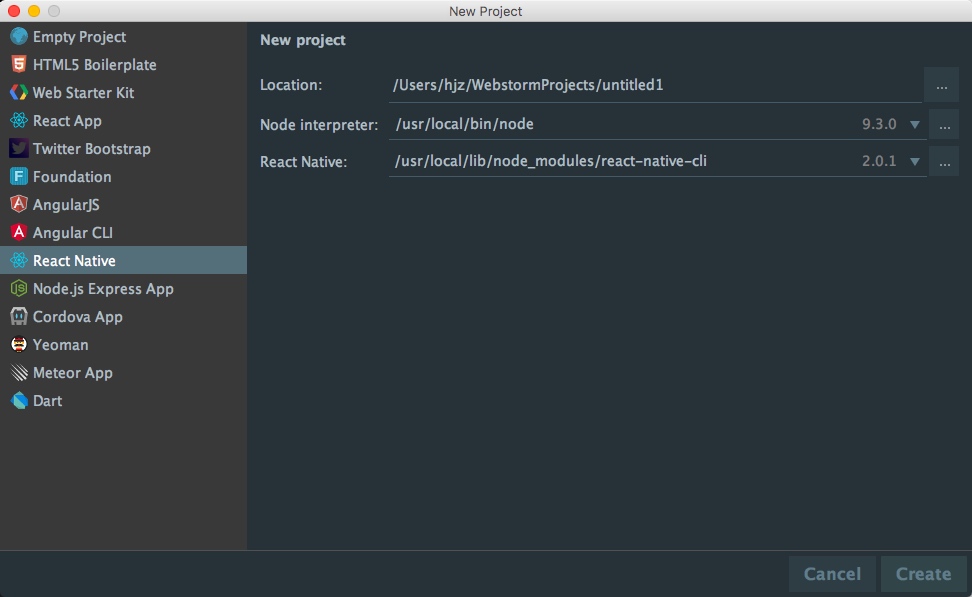 New Project
Empty Project
HTML5 Boilerplate
Web Starter Kit
React App
Twitter Bootstrap
Foundation
AngularJS
Angular CLI
React Native
Node.js Express App
Cordova App
Yeoman
Meteor App
Dart
New project
Location: /Users/hjz/WebstormProjects/untitled1 ...
Node interpreter: /usr/local/bin/node 9.3.0 ...
React Native: /usr/local/lib/node_modules/react-native-cli 2.0.1 ...
Cancel Create